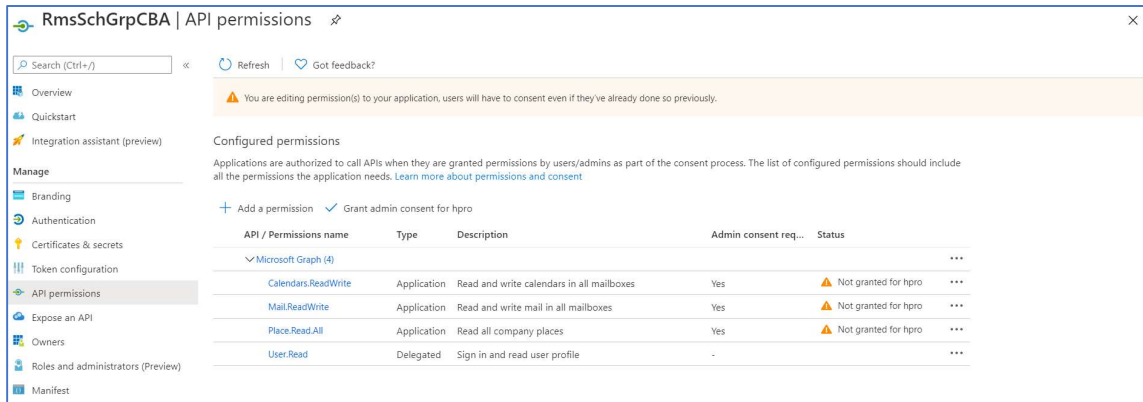 RmsSchGrpCBA | API permissions
Search (Ctrl+/)
«
Refresh
Got feedback?
Overview
Quickstart
Integration assistant (preview)
Manage
Branding
Authentication
Certificates & secrets
Token configuration
API permissions
Expose an API
Owners
Roles and administrators (Preview)
Manifest
You are editing permission(s) to your application, users will have to consent even if they've already done so previously.
Configured permissions
Applications are authorized to call APIs when they are granted permissions by users/admins as part of the consent process. The list of configured permissions should include
all the permissions the application needs. Learn more about permissions and consent
+ Add a permission Grant admin consent for hpro
API / Permissions name Type Description Admin consent req... Status
Microsoft Graph (4) ...
Calendars.ReadWrite Application Read and write calendars in all mailboxes Yes Not granted for hpro ...
Mail.ReadWrite Application Read and write mail in all mailboxes Yes Not granted for hpro ...
Place.Read.All Application Read all company places Yes Not granted for hpro ...
User.Read Delegated Sign in and read user profile - ...